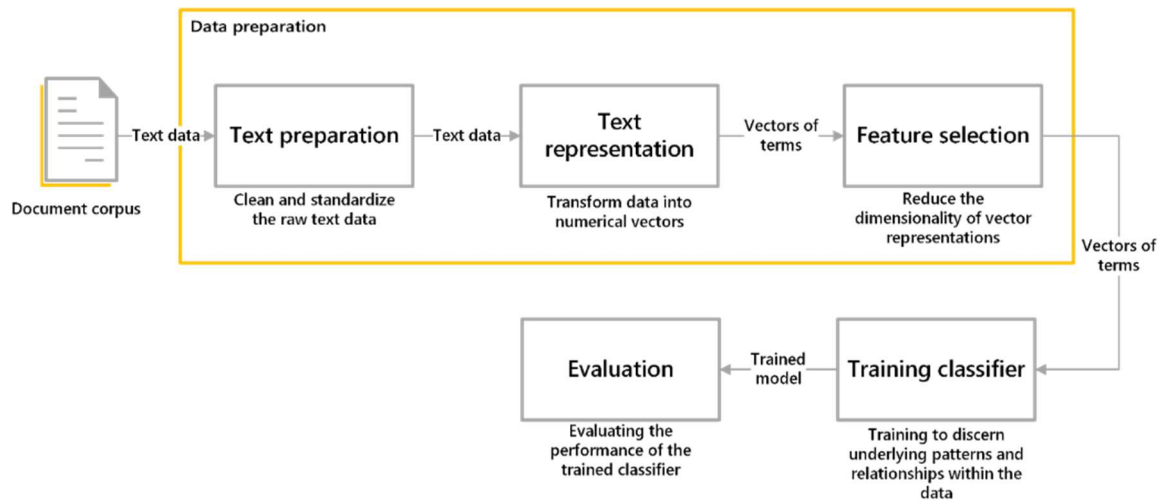 Data preparation
Document corpus
Text data
Text preparation
Clean and standardize
the raw text data
Text data
Text
representation
Transform data into
numerical vectors
Vectors of
terms
Feature selection
Reduce the
dimensionality of vector
representations
Vectors of
terms
Training classifier
Training to discern
underlying patterns and
relationships within the
data
Trained
model
Evaluation
Evaluating the
performance of the
trained classifier